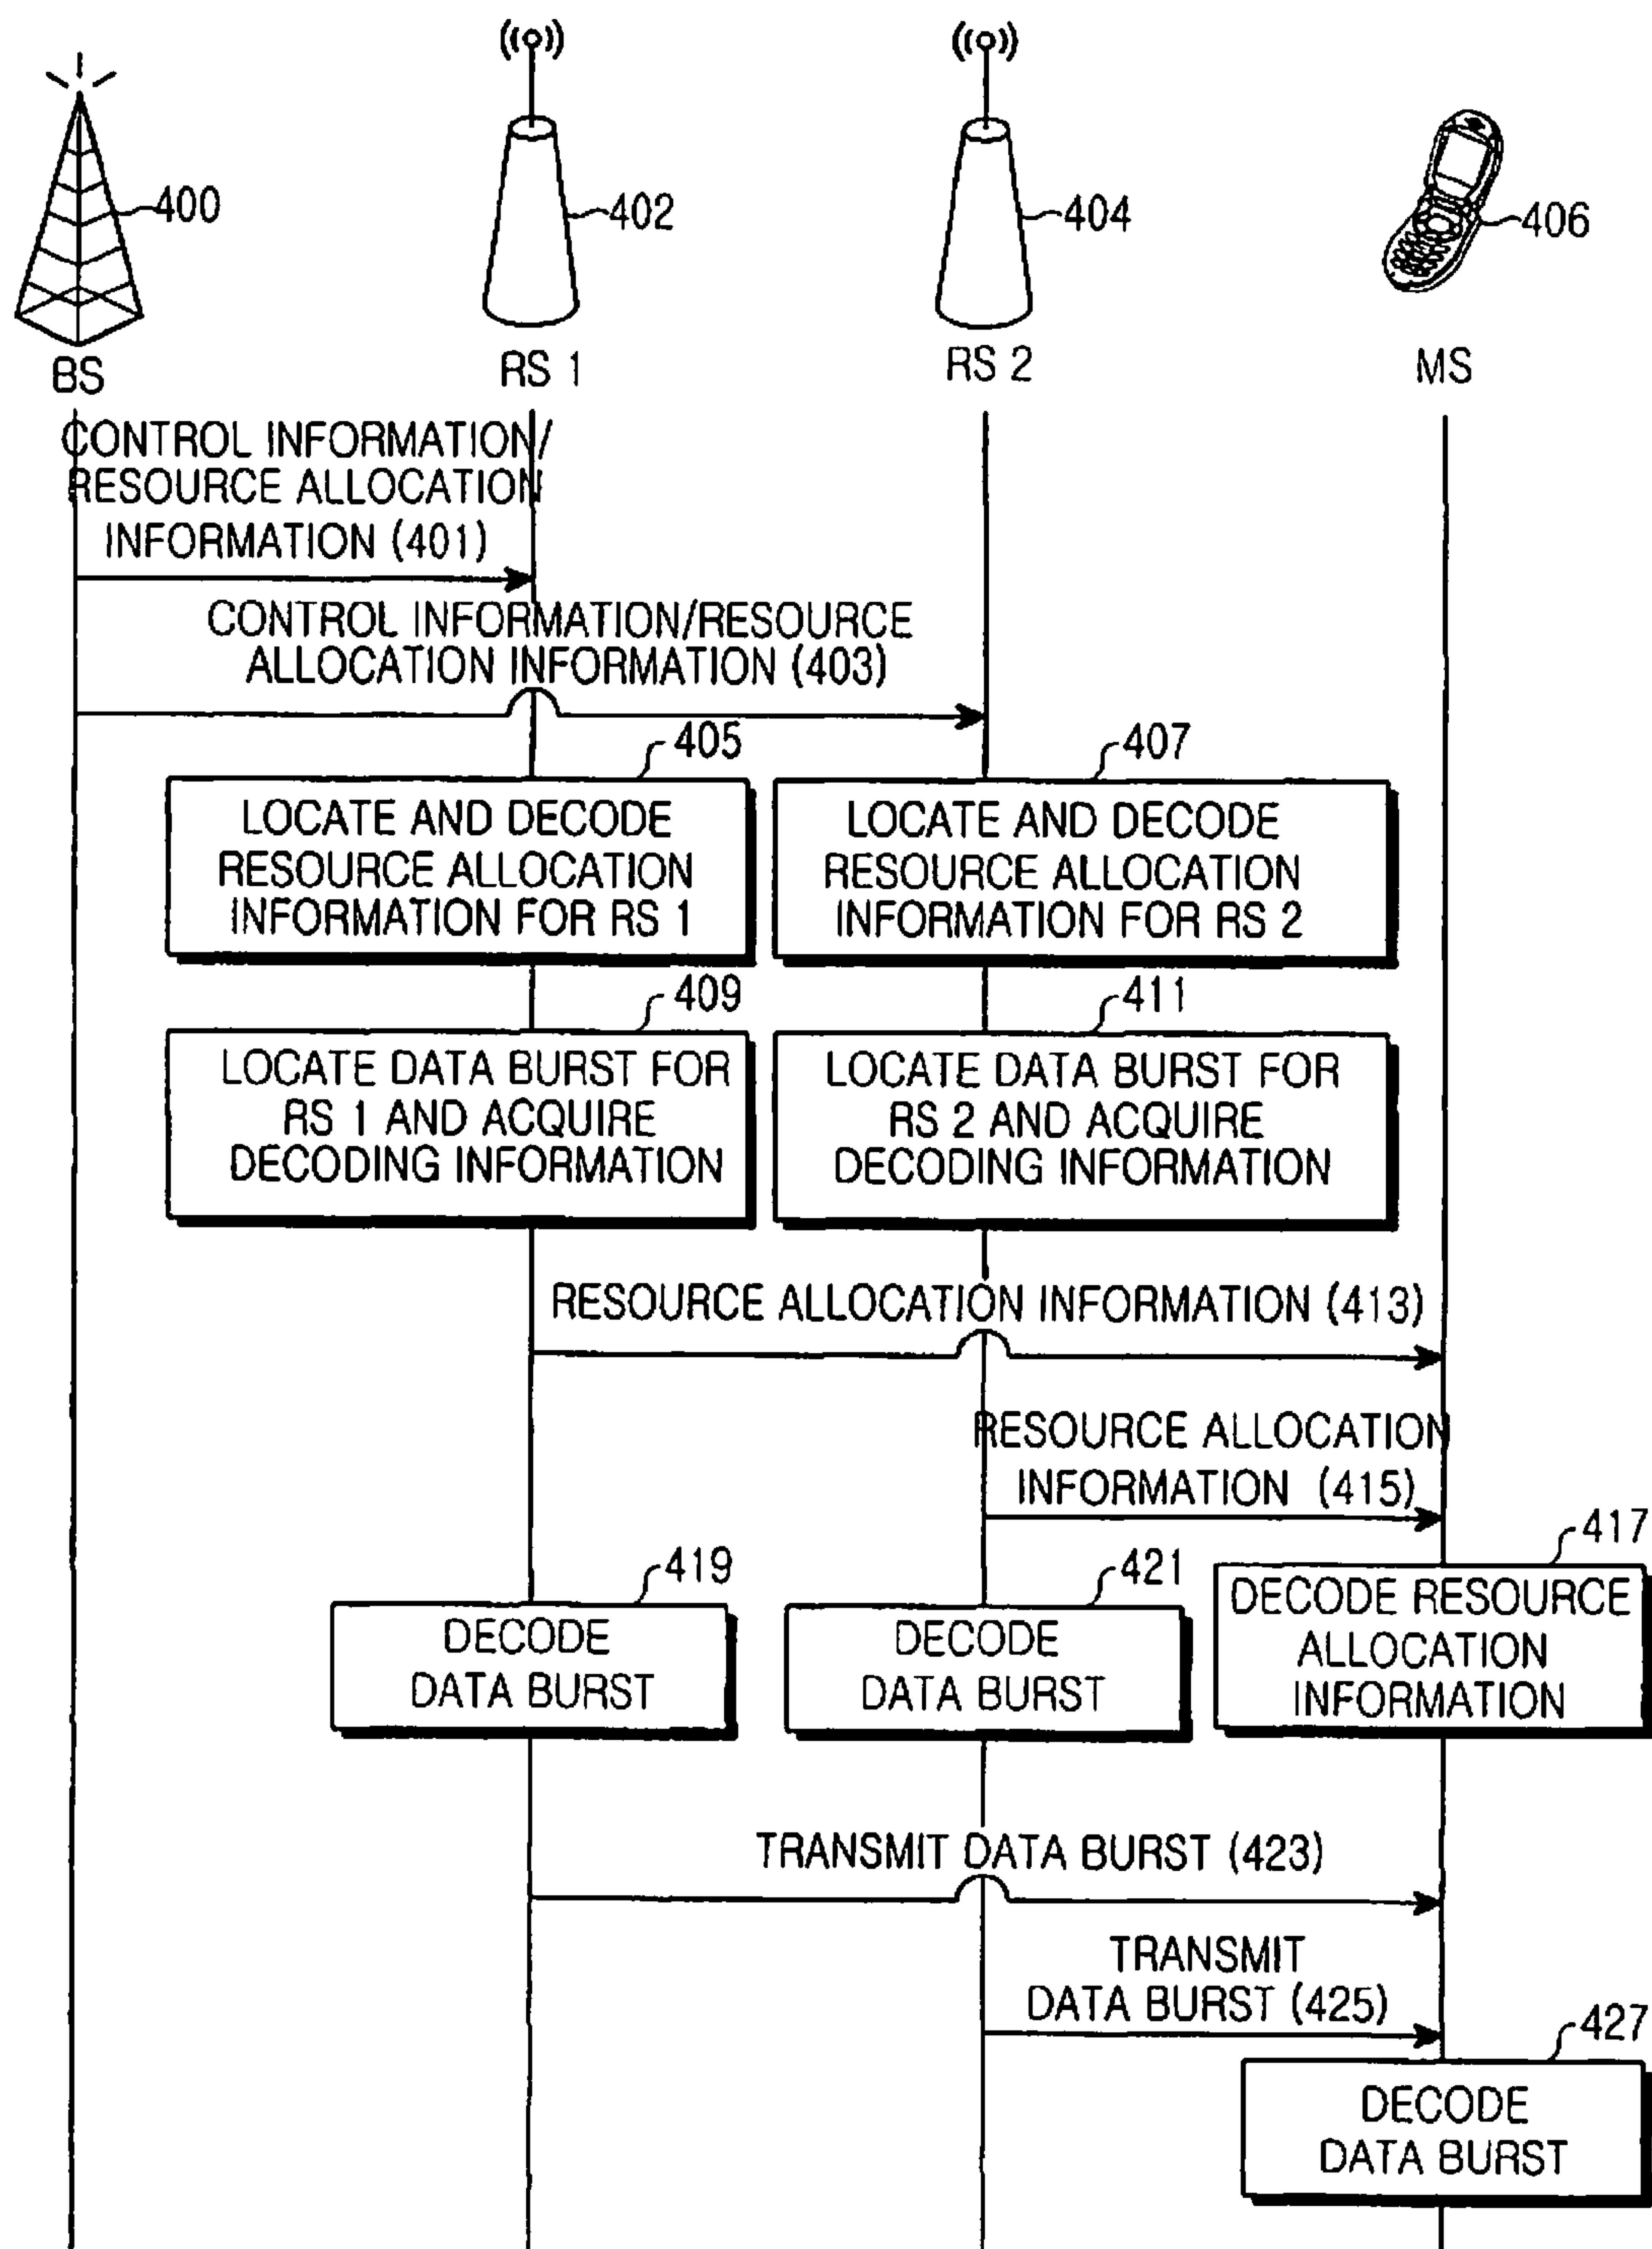 400
402
404
406
BS
RS 1
RS 2
MS
CONTROL INFORMATION/
RESOURCE ALLOCATION
INFORMATION (401)
CONTROL INFORMATION/RESOURCE
ALLOCATION INFORMATION (403)
405
LOCATE AND DECODE
RESOURCE ALLOCATION
INFORMATION FOR RS 1
407
LOCATE AND DECODE
RESOURCE ALLOCATION
INFORMATION FOR RS 2
409
LOCATE DATA BURST FOR
RS 1 AND ACQUIRE
DECODING INFORMATION
411
LOCATE DATA BURST FOR
RS 2 AND ACQUIRE
DECODING INFORMATION
RESOURCE ALLOCATION INFORMATION (413)
RESOURCE ALLOCATION
INFORMATION (415)
419
DECODE
DATA BURST
421
DECODE
DATA BURST
417
DECODE RESOURCE
ALLOCATION
INFORMATION
TRANSMIT DATA BURST (423)
TRANSMIT
DATA BURST (425)
427
DECODE
DATA BURST